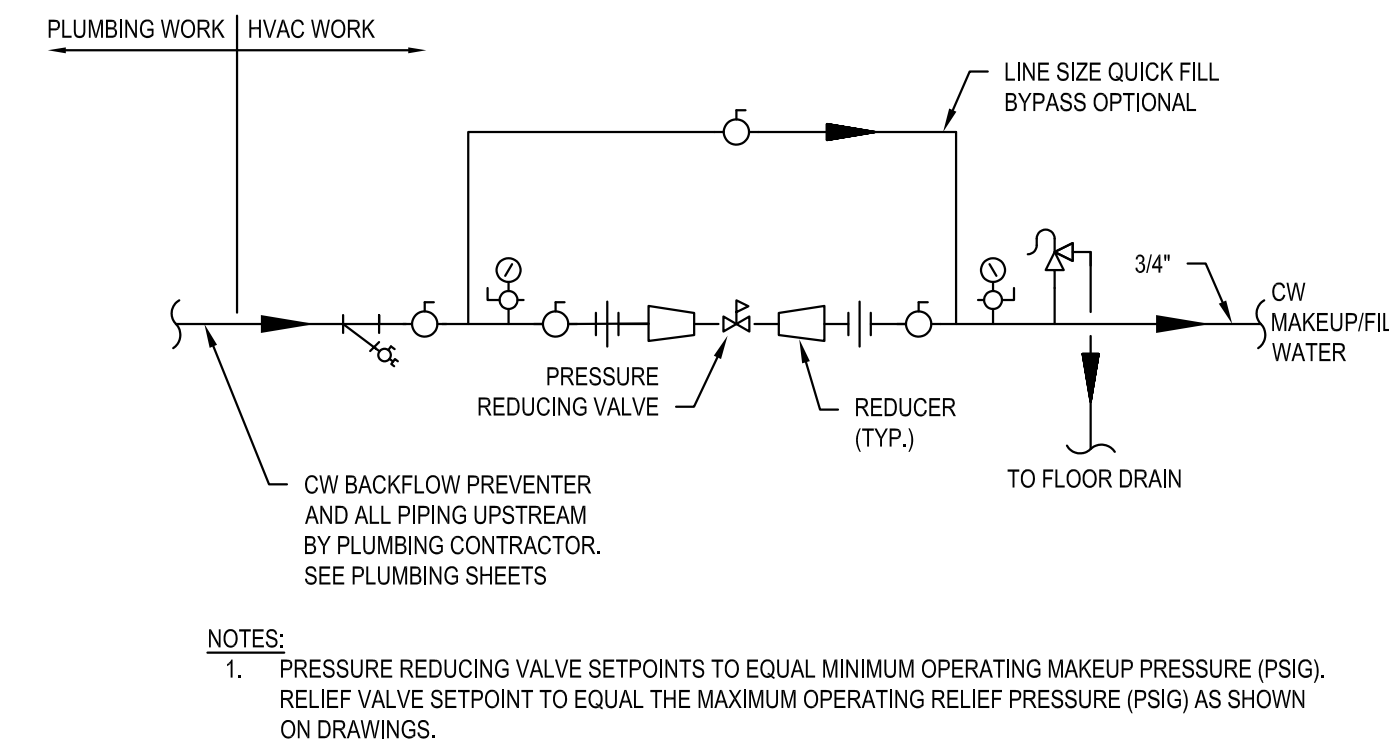 PLUMBING WORK HVAC WORK
LINE SIZE QUICK FILL
BYPASS OPTIONAL
3/4"
CW
MAKEUP/FIL
WATER
PRESSURE
REDUCING VALVE
REDUCER
(TYP.)
TO FLOOR DRAIN
CW BACKFLOW PREVENTER
AND ALL PIPING UPSTREAM
BY PLUMBING CONTRACTOR.
SEE PLUMBING SHEETS
NOTES:
1. PRESSURE REDUCING VALVE SETPOINTS TO EQUAL MINIMUM OPERATING MAKEUP PRESSURE (PSIG).
RELIEF VALVE SETPOINT TO EQUAL THE MAXIMUM OPERATING RELIEF PRESSURE (PSIG) AS SHOWN
ON DRAWINGS.